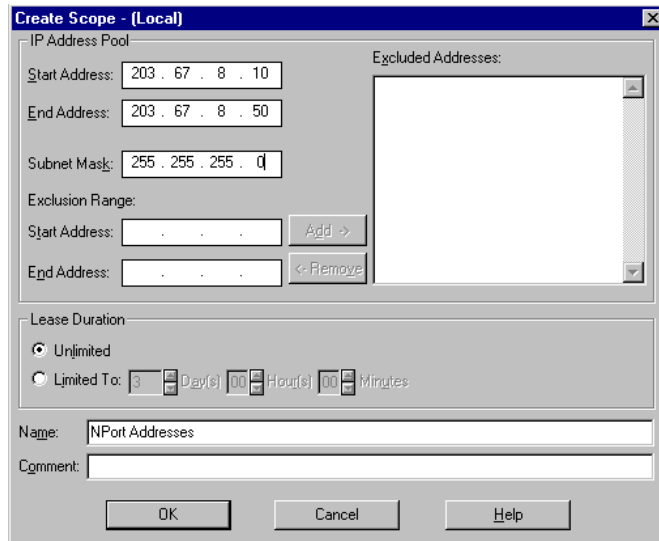 Create Scope - (Local)
IP Address Pool
Start Address: 203 . 67 . 8 . 10
End Address: 203 . 67 . 8 . 50
Subnet Mask: 255 . 255 . 255 . 0
Exclusion Range:
Start Address: . . .
Add ->
End Address: . . .
<- Remove
Excluded Addresses:
Lease Duration
Unlimited
Limited To: 3 Day(s) 00 Hour(s) 00 Minutes
Name: NPort Addresses
Comment:
OK Cancel Help